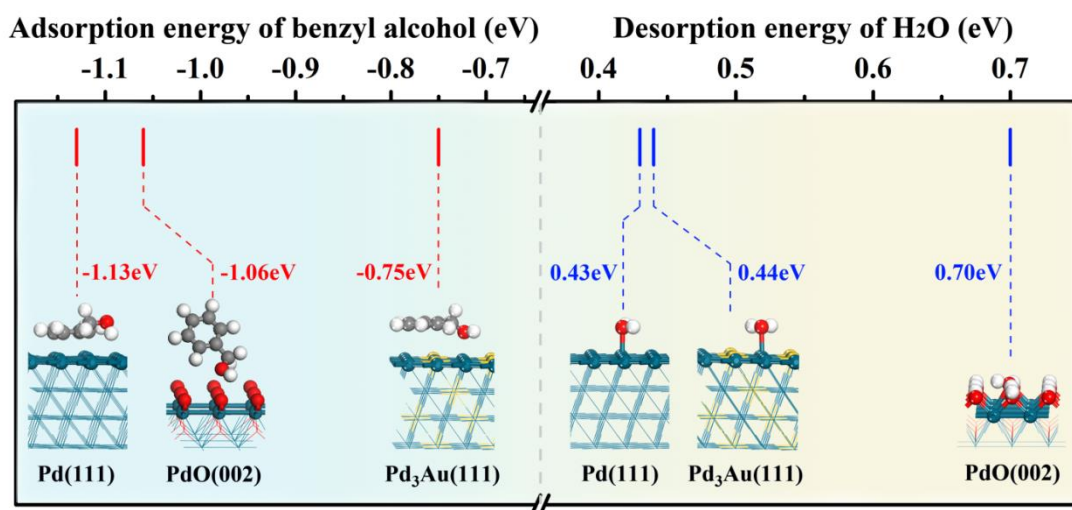 Adsorption energy of benzyl alcohol (eV)
Desorption energy of H2O (eV)
-1.1 -1.0 -0.9 -0.8 -0.7
0.4 0.5 0.6 0.7
-1.13eV
-1.06eV
-0.75eV
0.43eV
0.44eV
0.70eV
Pd(111)
PdO(002)
Pd₃Au(111)
Pd(111)
Pd₃Au(111)
PdO(002)